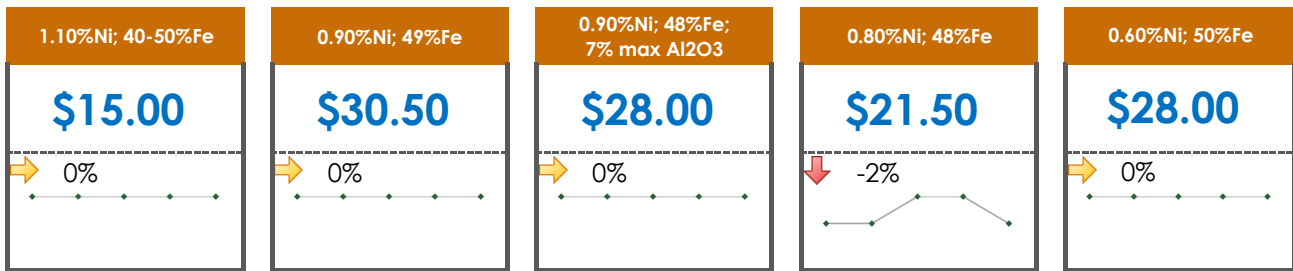 1.10%Ni; 40-50%Fe
$15.00
0%
0.90%Ni; 49%Fe
$30.50
0%
0.90%Ni; 48%Fe;
7% max Al2O3
$28.00
0%
0.80%Ni; 48%Fe
$21.50
-2%
0.60%Ni; 50%Fe
$28.00
0%